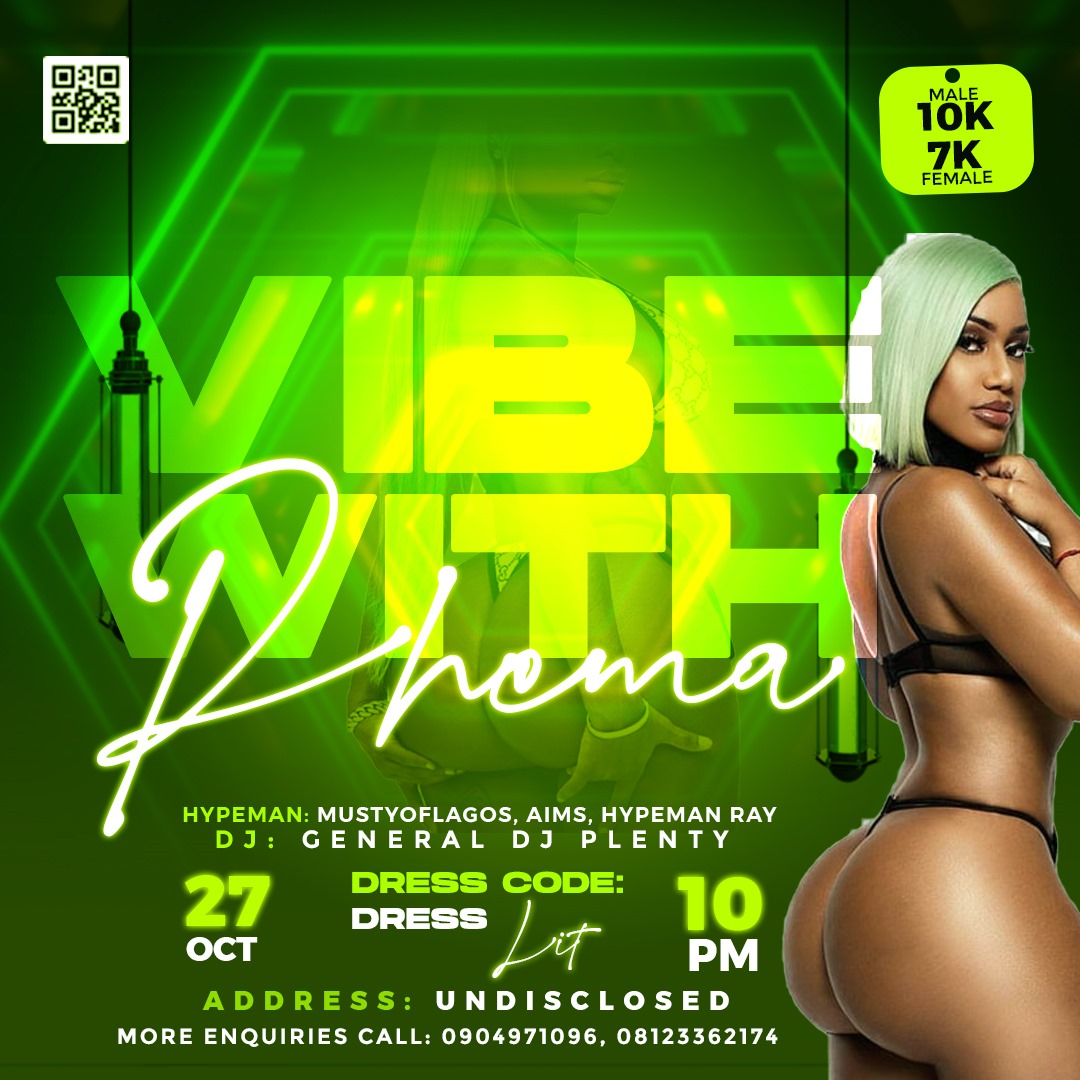 MALE
10K
7K
FEMALE
VIBE
WITH
Phoma
HYPEMAN: MUSTYOFLAGOS, AIMS, HYPEMAN RAY
DJ: GENERAL DJ PLENTY
27
OCT
DRESS CODE:
DRESS Lit
10
PM
ADDRESS: UNDISCLOSED
MORE ENQUIRIES CALL: 0904971096, 08123362174